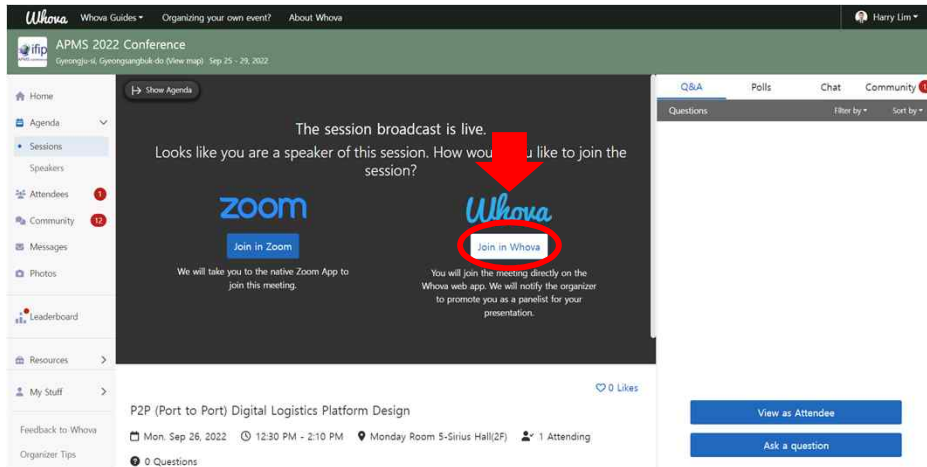 Whova Whova Guides Organizing your own event? About Whova Harry Lim
ifip APMS 2022 Conference
Gyeongju-si, Gyeongsangbuk-do (View map) Sep 25 - 29, 2022
Home
Agenda
Sessions
Speakers
Attendees 1
Community 12
Messages
Photos
Leaderboard
Resources
My Stuff
Feedback to Whova
Organizer Tips
Show Agenda
The session broadcast is live.
Looks like you are a speaker of this session. How wou u like to join the
session?
zoom
Join in Zoom
We will take you to the native Zoom App to
join this meeting.
Whova
Join in Whova
You will join the meeting directly on the
Whova web app. We will notify the organizer
to promote you as a panelist for your
presentation.
0 Likes
P2P (Port to Port) Digital Logistics Platform Design
Mon. Sep 26, 2022 12:30 PM - 2:10 PM Monday Room 5-Sirius Hall(2F) 1 Attending
0 Questions
Q&A Polls Chat Community
Questions Filter by Sort by
View as Attendee
Ask a question